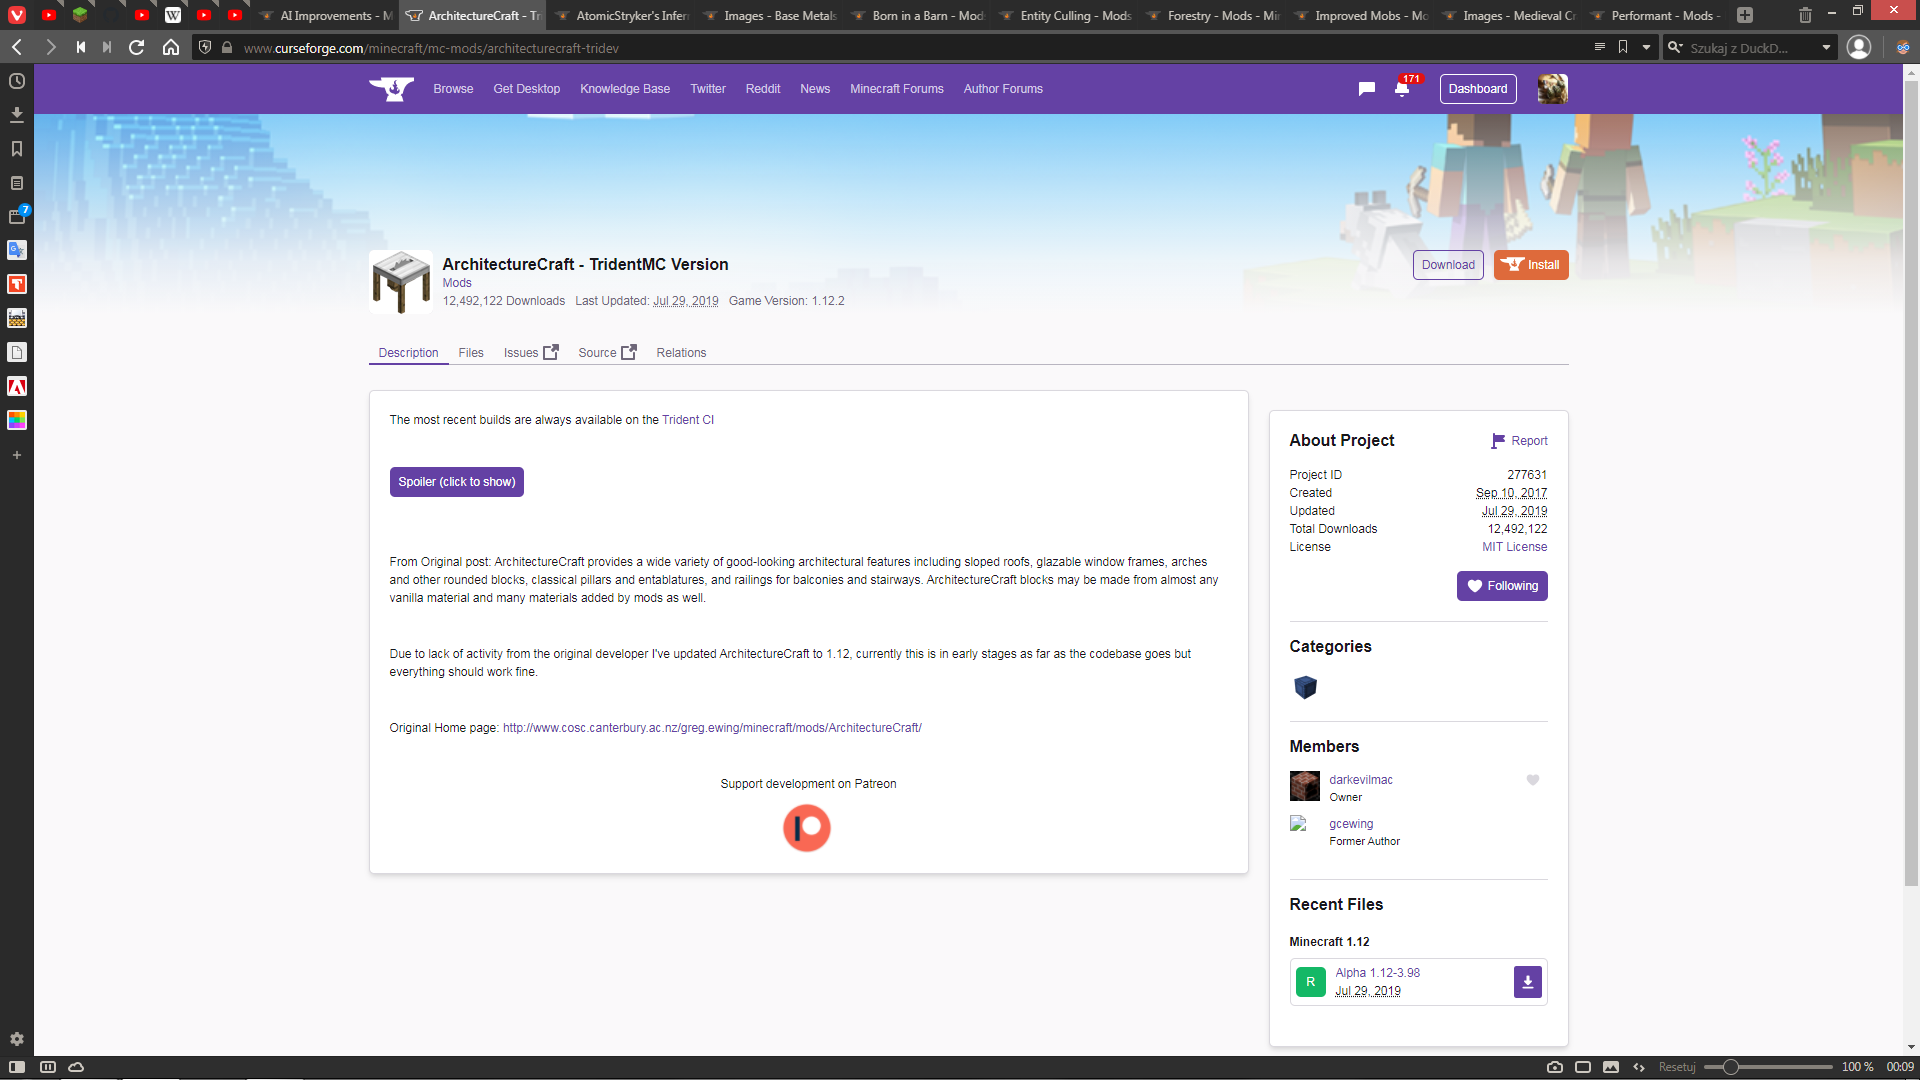 AI Improvements - M
ArchitectureCraft - Tri
AtomicStryker's Infern
Images - Base Metals
Born in a Barn - Mods
Entity Culling - Mods
Forestry - Mods - Min
Improved Mobs - Mo
Images - Medieval Cr
Performant - Mods -
www.curseforge.com/minecraft/mc-mods/architecturecraft-tridev
Szukaj z DuckD...
Browse
Get Desktop
Knowledge Base
Twitter
Reddit
News
Minecraft Forums
Author Forums
171
Dashboard
7
ArchitectureCraft - TridentMC Version
Mods
12,492,122 Downloads Last Updated: Jul 29, 2019 Game Version: 1.12.2
Download
Install
Description
Files
Issues
Source
Relations
The most recent builds are always available on the Trident CI
Spoiler (click to show)
From Original post: ArchitectureCraft provides a wide variety of good-looking architectural features including sloped roofs, glazable window frames, arches
and other rounded blocks, classical pillars and entablatures, and railings for balconies and stairways. ArchitectureCraft blocks may be made from almost any
vanilla material and many materials added by mods as well.
Due to lack of activity from the original developer I've updated ArchitectureCraft to 1.12, currently this is in early stages as far as the codebase goes but
everything should work fine.
Original Home page: http://www.cosc.canterbury.ac.nz/greg.ewing/minecraft/mods/ArchitectureCraft/
Support development on Patreon
About Project
Report
Project ID 277631
Created Sep 10, 2017
Updated Jul 29, 2019
Total Downloads 12,492,122
License MIT License
Following
Categories
Members
darkevilmac
Owner
gcewing
Former Author
Recent Files
Minecraft 1.12
R
Alpha 1.12-3.98
Jul 29, 2019
Resetuj
100 %
00:09